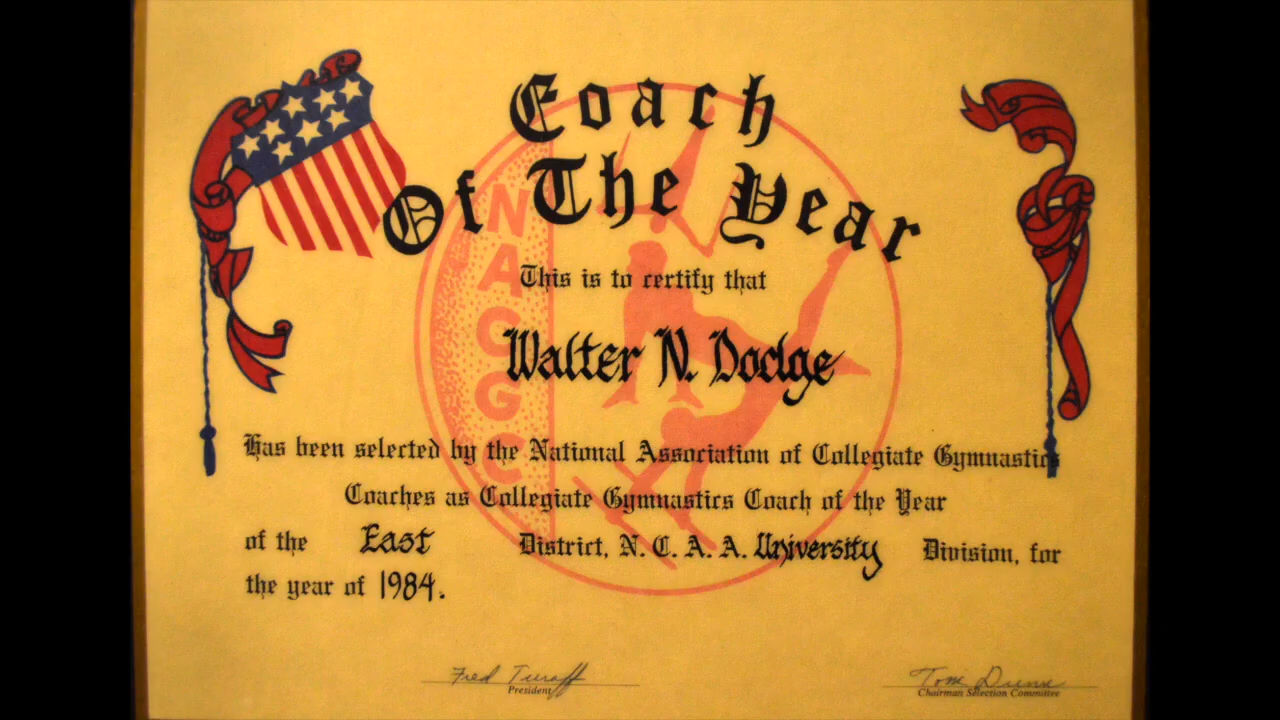 Coach
Of The Year
NAGGC
This is to certify that
Walter N. Dodge
Has been selected by the National Association of Collegiate Gymnastics
Coaches as Collegiate Gymnastics Coach of the Year
of the East District, N. C. A. A. University Division, for
the year of 1984.
Fred Turoff
President
Tom Dunn
Chairman Selection Committee